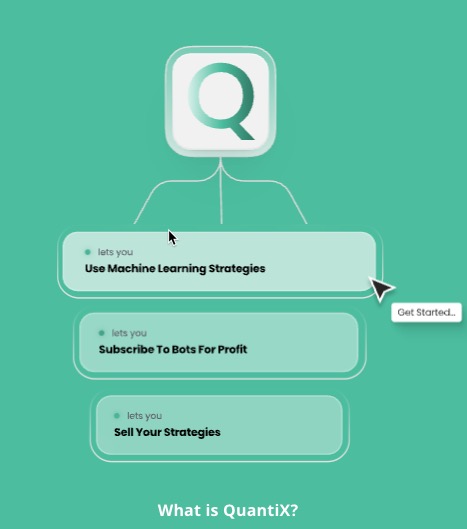 Q
lets you
Use Machine Learning Strategies
Get Started...
lets you
Subscribe To Bots For Profit
lets you
Sell Your Strategies
What is QuantiX?